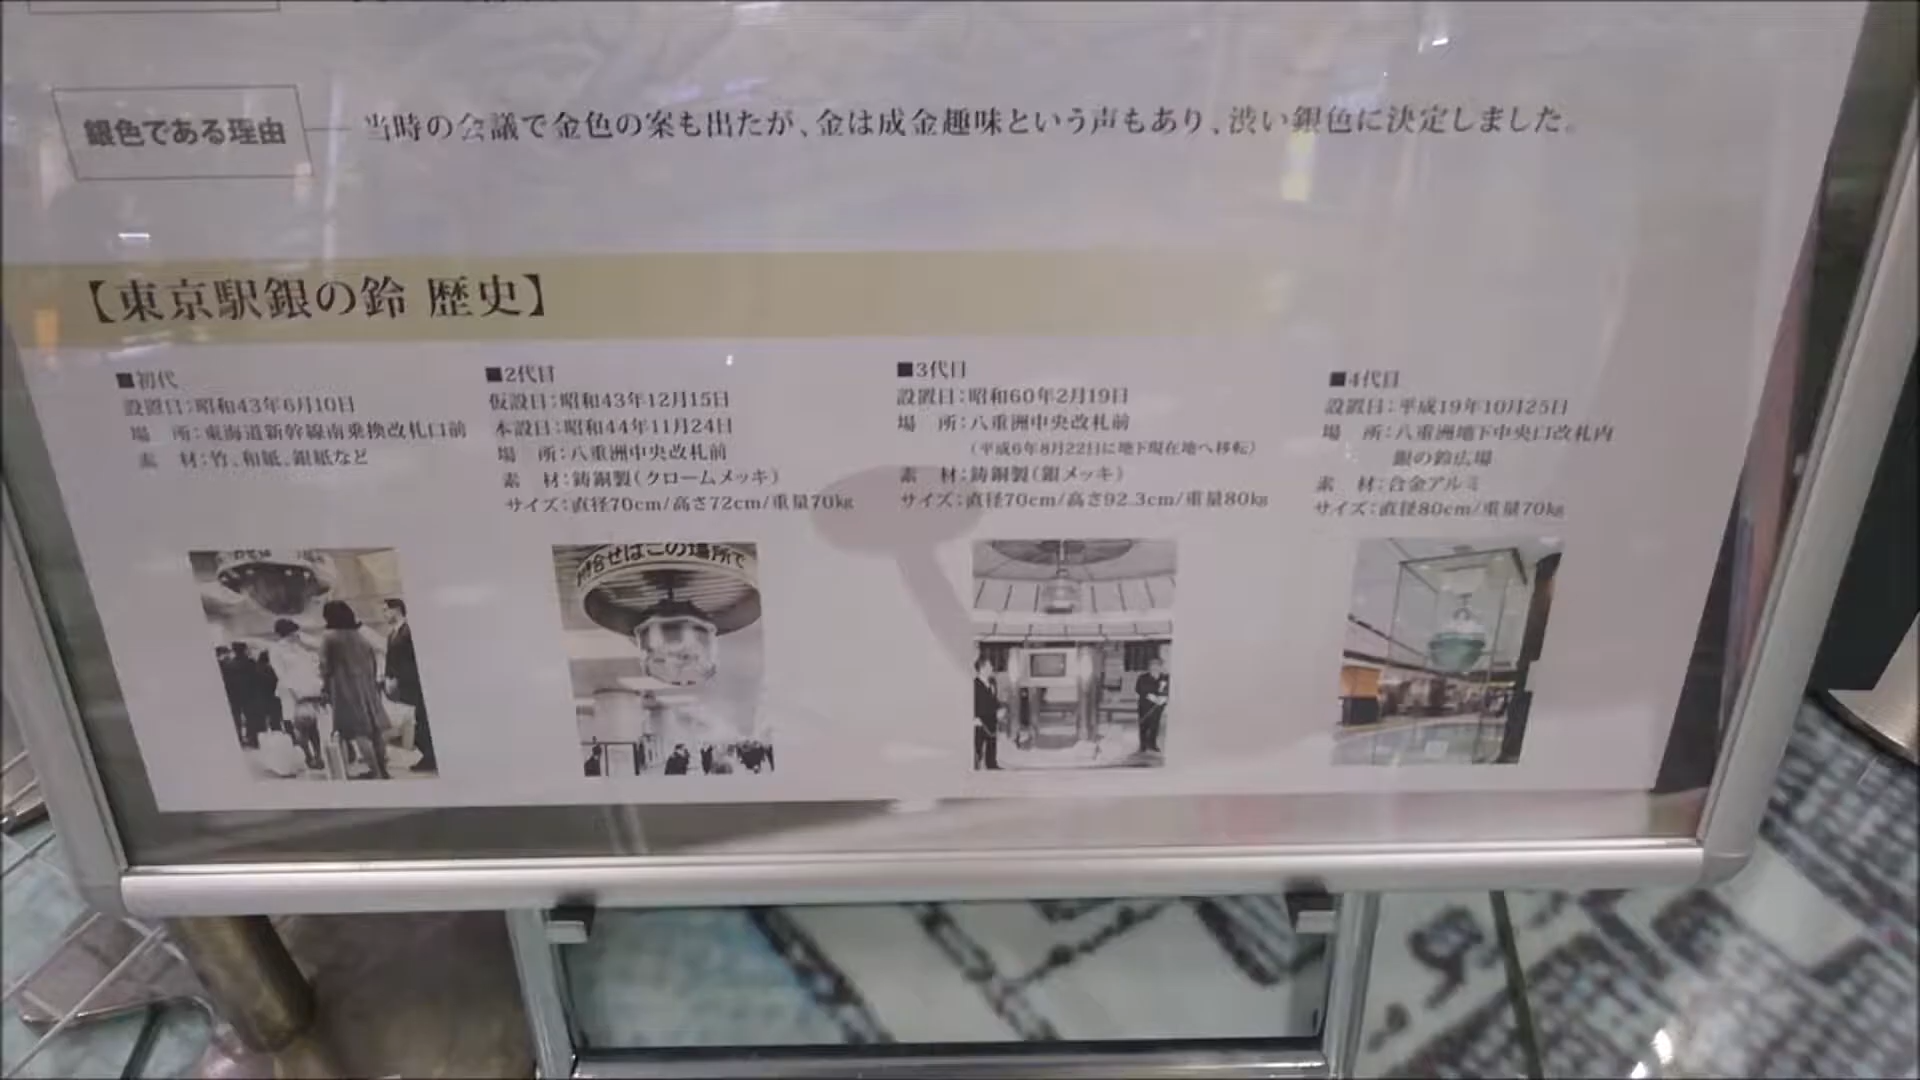 銀色である理由
当時の会議で金色の案も出たが、金は成金趣味という声もあり、渋い銀色に決定しました。
【東京駅銀の鈴 歴史】
■初代
設置日:昭和43年6月10日
場 所:東海道新幹線南乗換改札口前
素 材:竹、和紙、銀紙など
■2代目
仮設日:昭和43年12月15日
本設日:昭和44年11月24日
場 所:八重洲中央改札前
素 材:鋳銅製(クロームメッキ)
サイズ:直径70cm/高さ72cm/重量70kg
■3代目
設置日:昭和60年2月19日
場 所:八重洲中央改札前
(平成6年8月22日に地下現在地へ移転)
素 材:鋳銅製(銀メッキ)
サイズ:直径70cm/高さ92.3cm/重量80kg
■4代目
設置日:平成19年10月25日
場 所:八重洲地下中央口改札内
銀の鈴広場
素 材:合金アルミ
サイズ:直径80cm/重量70kg
合せはこの場所で